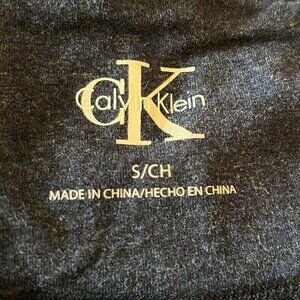 CK
Calvin Klein
S/CH
MADE IN CHINA/HECHO EN CHINA